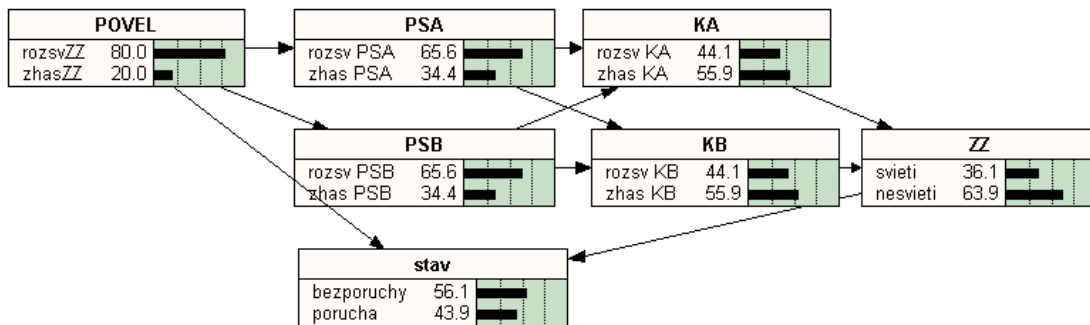 POVEL
rozsvZZ 80.0
zhasZZ 20.0
PSA
rozsv PSA 65.6
zhas PSA 34.4
KA
rozsv KA 44.1
zhas KA 55.9
PSB
rozsv PSB 65.6
zhas PSB 34.4
KB
rozsv KB 44.1
zhas KB 55.9
ZZ
svieti 36.1
nesvieti 63.9
stav
bezporuchy 56.1
porucha 43.9